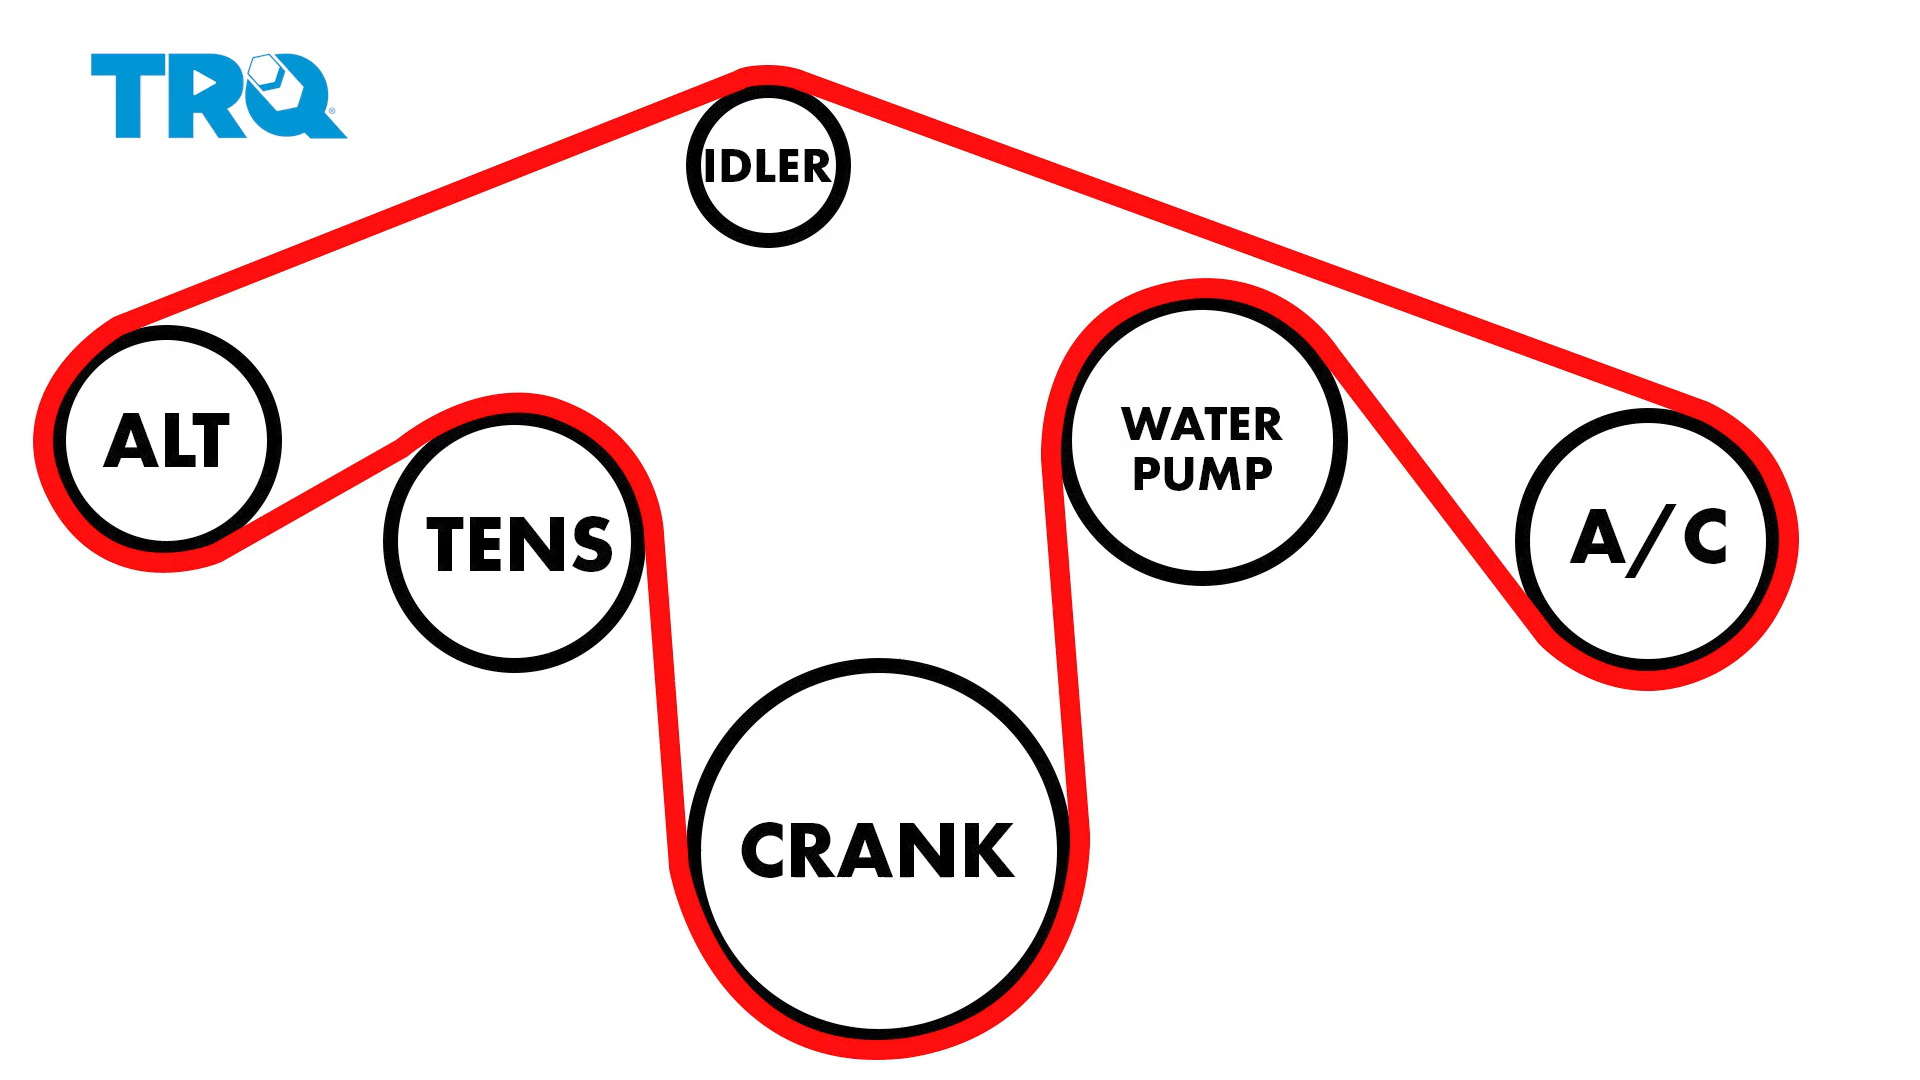 TRQ®
IDLER
ALT
WATER
PUMP
TENS
A/C
CRANK